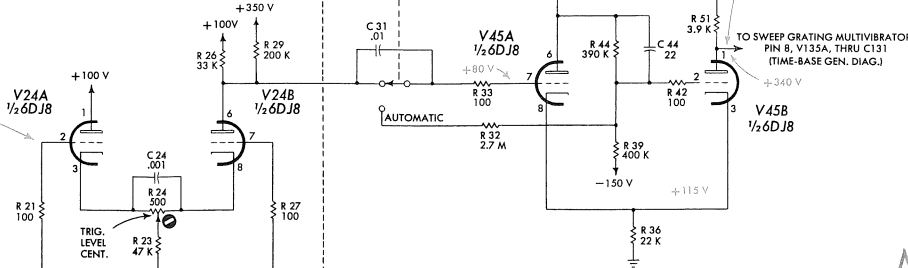 +350 V
+100V
R 26
33 K
R 29
200 K
C 31
.01
V45A
½6DJ8
+80 V
R 33
100
7
6
8
R 44
390 K
C 44
22
R 42
100
R 51
3.9 K
TO SWEEP GRATING MULTIVIBRATOR
PIN 8, V135A, THRU C131
(TIME-BASE GEN. DIAG.)
+340 V
1
2
3
V45B
½6DJ8
+100 V
V24A
½6DJ8
1
2
3
V24B
½6DJ8
6
7
8
AUTOMATIC
R 32
2.7 M
R 39
400 K
−150 V
+115 V
C 24
.001
R 24
500
R 21
100
R 27
100
TRIG.
LEVEL
CENT.
R 23
47 K
R 36
22 K